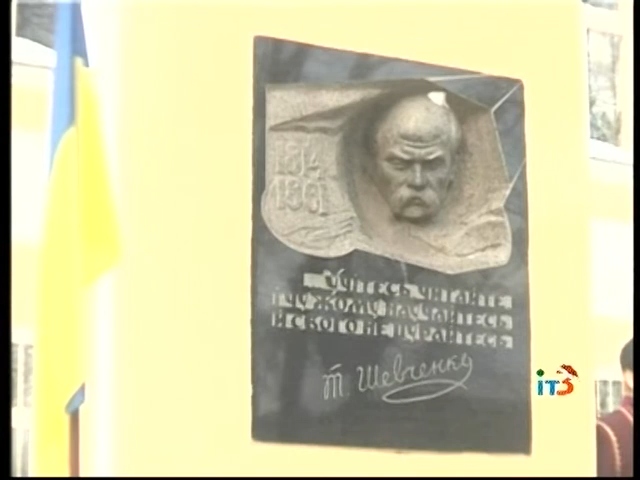 1814
1861
УЧІТЕСЬ ЧИТАЙТЕ
І ЧУЖОМУ НАУЧАЙТЕСЬ
Й СВОГО НЕ ЦУРАЙТЕСЬ
Т. Шевченко
ІТ3